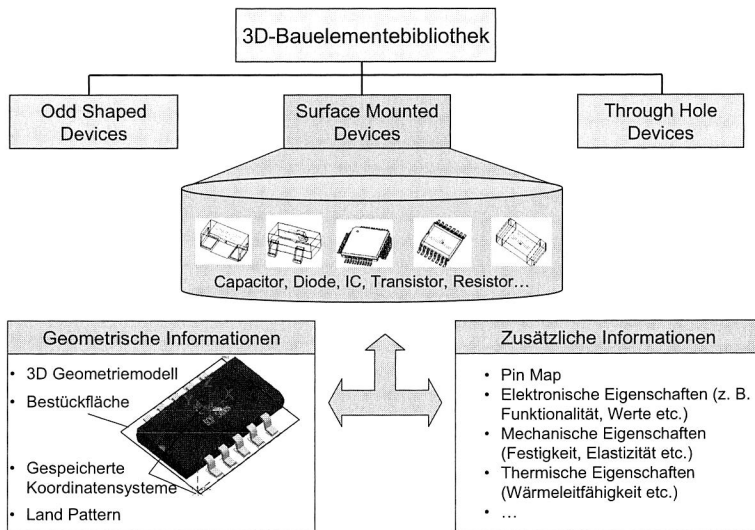 3D-Bauelementebibliothek
Odd Shaped
Devices
Surface Mounted
Devices
Through Hole
Devices
Capacitor, Diode, IC, Transistor, Resistor…
Geometrische Informationen
• 3D Geometriemodell
• Bestückfläche
• Gespeicherte
Koordinatensysteme
• Land Pattern
Zusätzliche Informationen
• Pin Map
• Elektronische Eigenschaften (z. B.
Funktionalität, Werte etc.)
• Mechanische Eigenschaften
(Festigkeit, Elastizität etc.)
• Thermische Eigenschaften
(Wärmeleitfähigkeit etc.)
• …